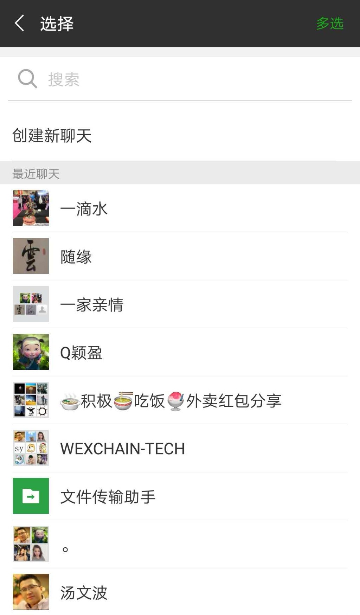 选择
多选
搜索
创建新聊天
最近聊天
一滴水
随缘
一家亲情
Q颖盈
🍜积极🍲吃饭🍧外卖红包分享
WEXCHAIN-TECH
文件传输助手
。
汤文波